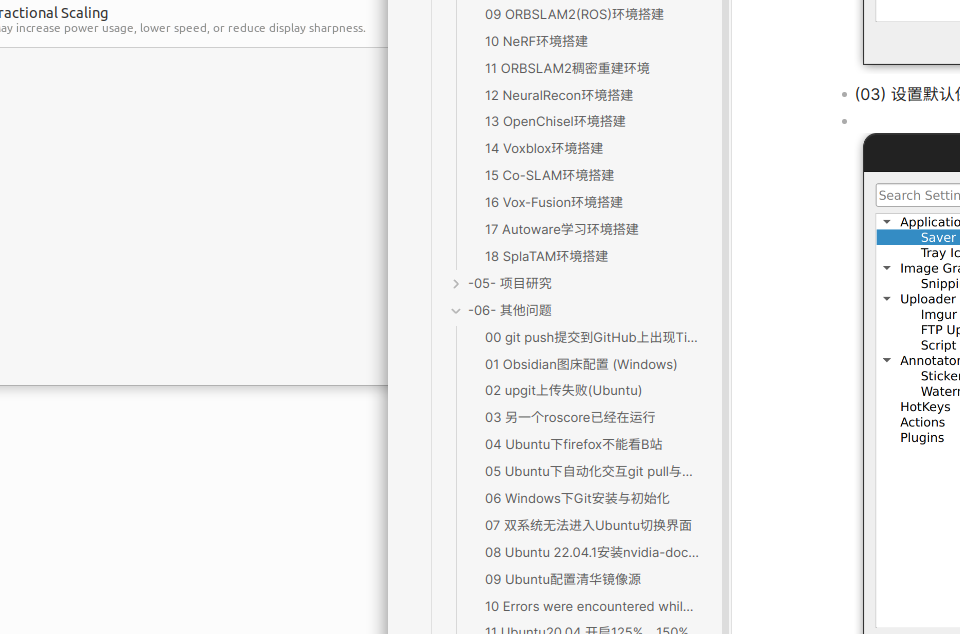 ractional Scaling
ay increase power usage, lower speed, or reduce display sharpness.
09 ORBSLAM2(ROS)环境搭建
10 NeRF环境搭建
11 ORBSLAM2稠密重建环境
12 NeuralRecon环境搭建
13 OpenChisel环境搭建
14 Voxblox环境搭建
15 Co-SLAM环境搭建
16 Vox-Fusion环境搭建
17 Autoware学习环境搭建
18 SplaTAM环境搭建
-05- 项目研究
-06- 其他问题
00 git push提交到GitHub上出现Ti...
01 Obsidian图床配置 (Windows)
02 upgit上传失败(Ubuntu)
03 另一个roscore已经在运行
04 Ubuntu下firefox不能看B站
05 Ubuntu下自动化交互git pull与...
06 Windows下Git安装与初始化
07 双系统无法进入Ubuntu切换界面
08 Ubuntu 22.04.1安装nvidia-doc...
09 Ubuntu配置清华镜像源
10 Errors were encountered whil...
11 Ubuntu20.04 开启125%、150%
(03) 设置默认
Search Settin
Applicatio
Saver
Tray Ic
Image Gra
Snippi
Uploader
Imgur
FTP Up
Script
Annotator
Sticker
Watern
HotKeys
Actions
Plugins